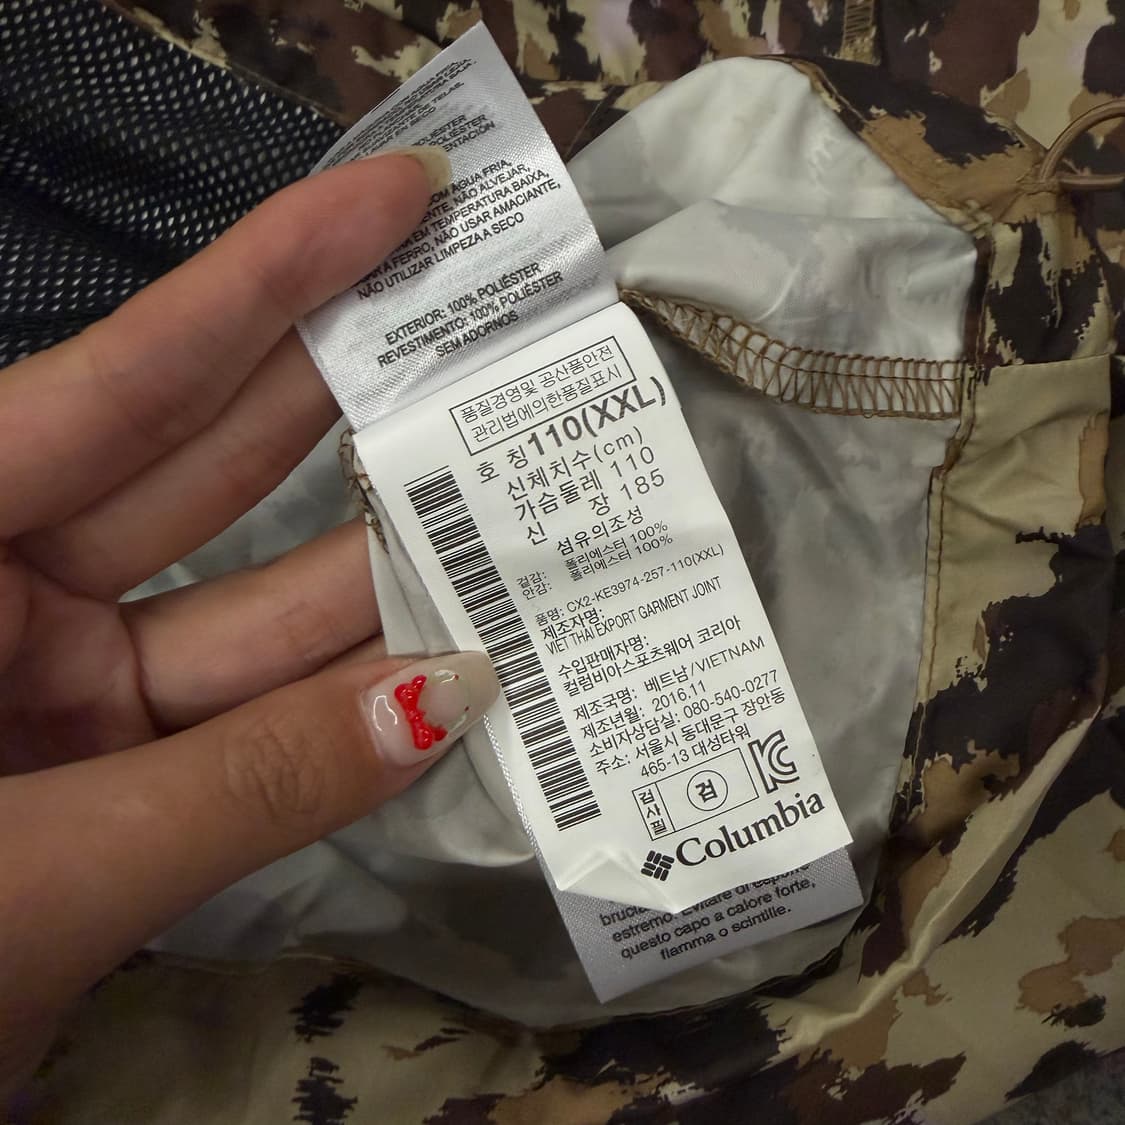 COM ÁGUA FRIA,
NÃO ALVEJAR,
EM TEMPERATURA BAIXA,
A FERRO, NÃO USAR AMACIANTE,
NÃO UTILIZAR LIMPEZA A SECO
EXTERIOR: 100% POLIÉSTER
REVESTIMENTO: 100% POLIÉSTER
SEM ADORNOS
품질경영및 공산품안전
관리법에의한품질표시
호 칭 110(XXL)
신체치수(cm)
가슴둘레 110
신 장 185
섬유의조성
겉감: 폴리에스터 100%
안감: 폴리에스터 100%
품명: CX2-KE3974-257-110(XXL)
제조자명:
VIET THAI EXPORT GARMENT JOINT
수입판매자명:
컬럼비아스포츠웨어 코리아
제조국명: 베트남/VIETNAM
제조년월: 2016.11
소비자상담실: 080-540-0277
주소: 서울시 동대문구 장안동
465-13 대성타워
검사필 검
Columbia
estremo. Evitare di esporre
questo capo a calore forte,
fiamma o scintille.